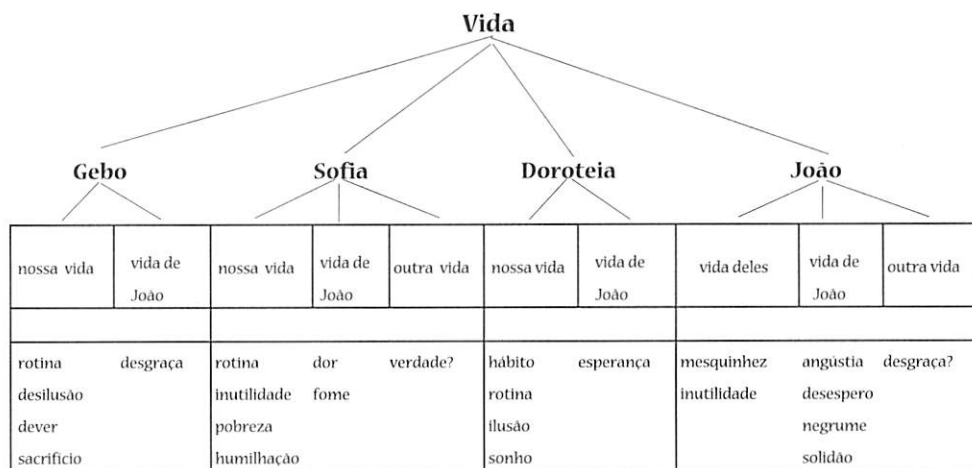 Vida
Gebo Sofia Doroteia João
nossa vida vida de João nossa vida vida de João outra vida nossa vida vida de João vida deles vida de João outra vida
rotina desgraça rotina dor verdade? hábito esperança mesquinhez angústia desgraça?
desilusão inutilidade fome rotina inutilidade desespero
dever pobreza ilusão negrume
sacrifício humilhação sonho solidão